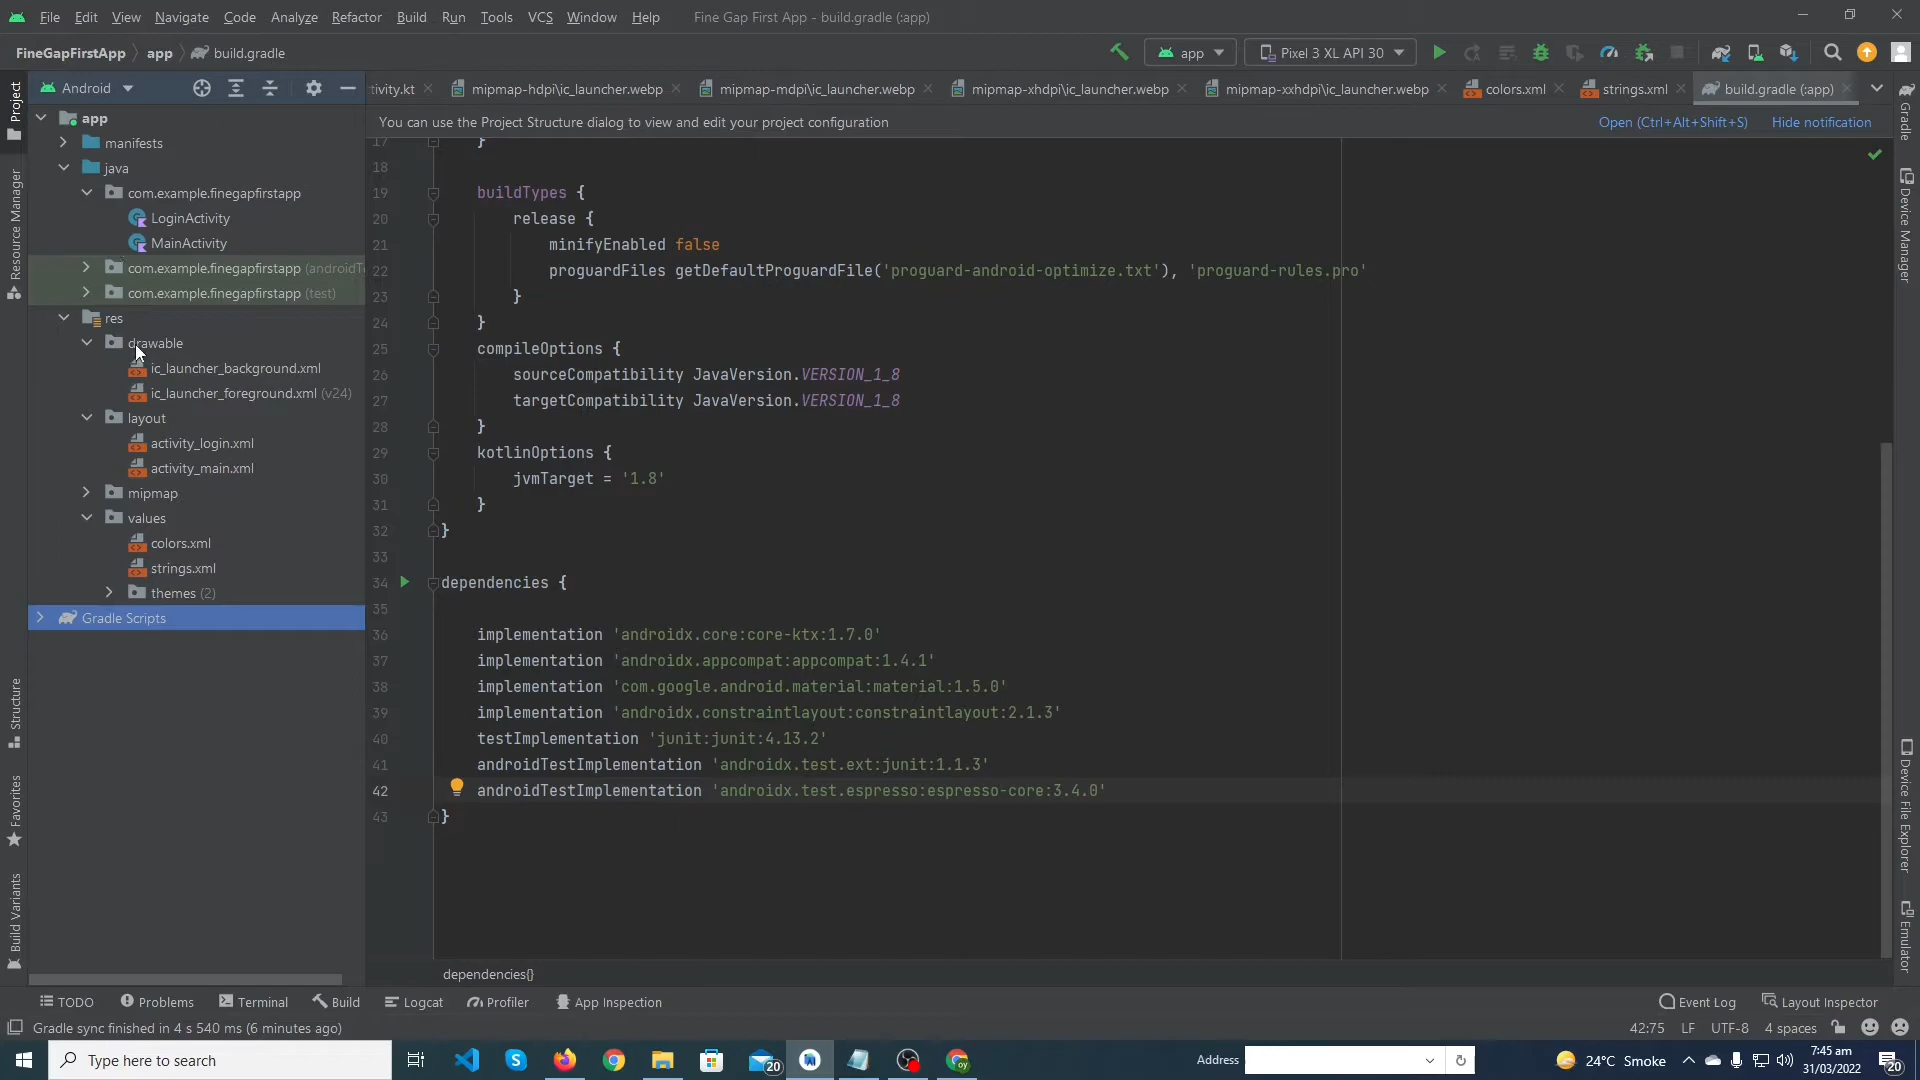 File Edit View Navigate Code Analyze Refactor Build Run Tools VCS Window Help Fine Gap First App - build.gradle (:app)
FineGapFirstApp app build.gradle app Pixel 3 XL API 30
Android tivity.kt mipmap-hdpi\ic_launcher.webp mipmap-mdpi\ic_launcher.webp mipmap-xhdpi\ic_launcher.webp mipmap-xxhdpi\ic_launcher.webp colors.xml strings.xml build.gradle (:app)
You can use the Project Structure dialog to view and edit your project configuration Open (Ctrl+Alt+Shift+S) Hide notification
Project
Resource Manager
Structure
Favorites
Build Variants
app
manifests
java
com.example.finegapfirstapp
LoginActivity
MainActivity
com.example.finegapfirstapp (androidTe
com.example.finegapfirstapp (test)
res
drawable
ic_launcher_background.xml
ic_launcher_foreground.xml (v24)
layout
activity_login.xml
activity_main.xml
mipmap
values
colors.xml
strings.xml
themes (2)
Gradle Scripts
17 }
18
19 buildTypes {
20 release {
21 minifyEnabled false
22 proguardFiles getDefaultProguardFile('proguard-android-optimize.txt'), 'proguard-rules.pro'
23 }
24 }
25 compileOptions {
26 sourceCompatibility JavaVersion.VERSION_1_8
27 targetCompatibility JavaVersion.VERSION_1_8
28 }
29 kotlinOptions {
30 jvmTarget = '1.8'
31 }
32 }
33
34 dependencies {
35
36 implementation 'androidx.core:core-ktx:1.7.0'
37 implementation 'androidx.appcompat:appcompat:1.4.1'
38 implementation 'com.google.android.material:material:1.5.0'
39 implementation 'androidx.constraintlayout:constraintlayout:2.1.3'
40 testImplementation 'junit:junit:4.13.2'
41 androidTestImplementation 'androidx.test.ext:junit:1.1.3'
42 androidTestImplementation 'androidx.test.espresso:espresso-core:3.4.0'
43 }
dependencies{}
Gradle
Device Manager
Device File Explorer
Emulator
TODO Problems Terminal Build Logcat Profiler App Inspection Event Log Layout Inspector
Gradle sync finished in 4 s 540 ms (6 minutes ago) 42:75 LF UTF-8 4 spaces
Type here to search 20 Address 24°C Smoke 7:45 am
31/03/2022 20